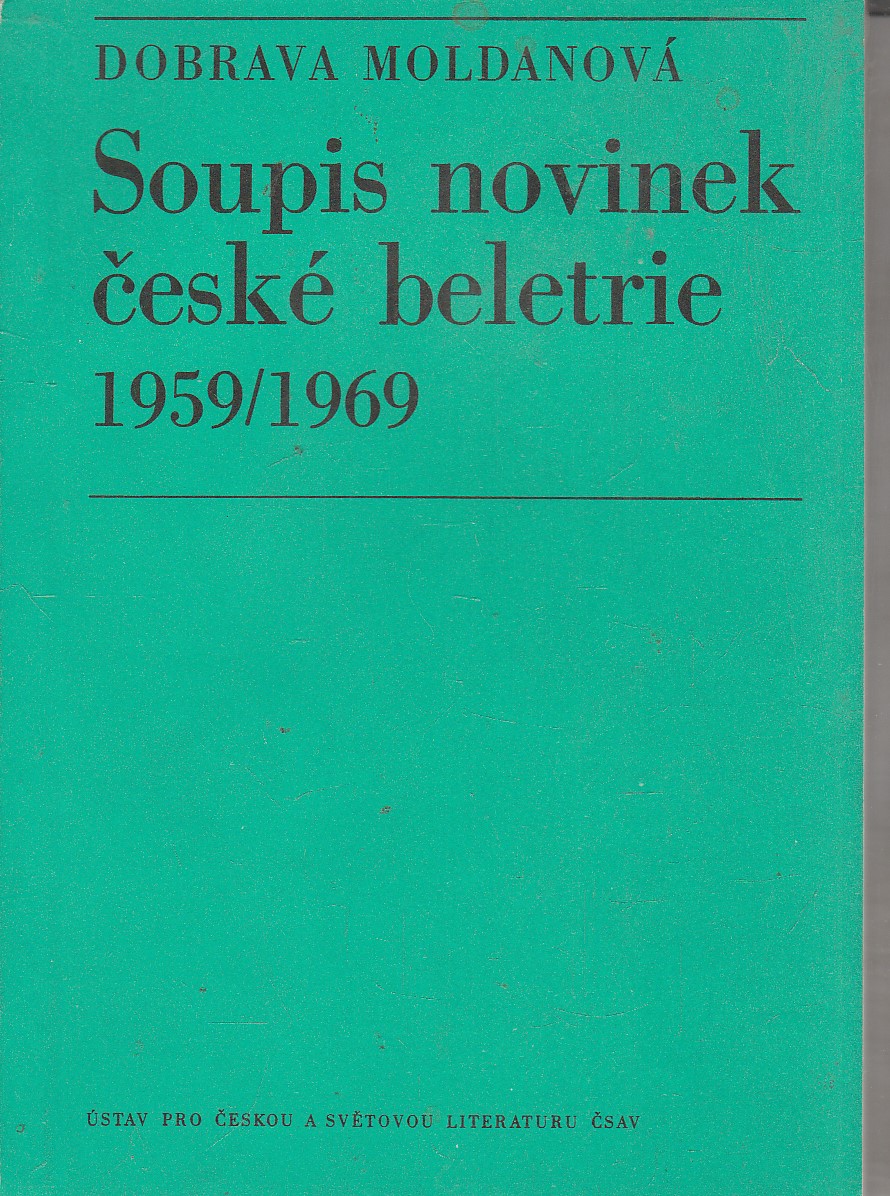 DOBRAVA MOLDANOVÁ
Soupis novinek
české beletrie
1959/1969
ÚSTAV PRO ČESKOU A SVĚTOVOU LITERATURU ČSAV